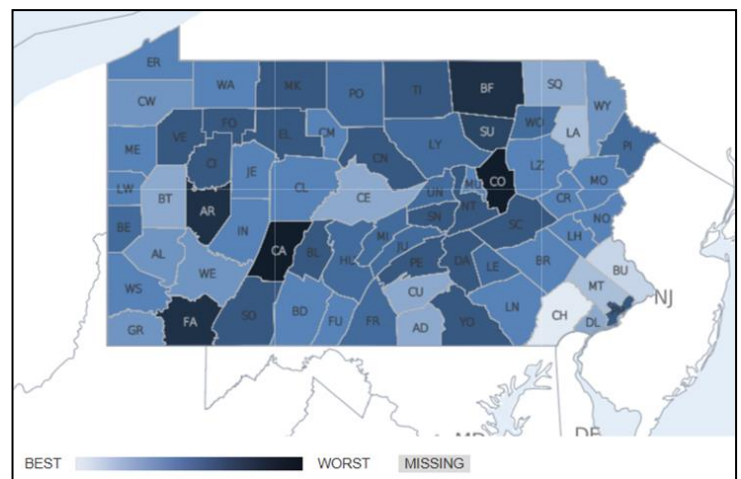 ER
WA
MK
PO
TI
BF
SQ
WY
CW
VE
FO
EL
CM
SU
WO
LA
PI
ME
CI
JE
CN
LY
CO
LZ
MO
LW
BT
AR
CL
CE
UN
MU
NT
CR
NO
BE
IN
SN
SC
LH
AL
WE
CA
BL
HU
MI
JU
PE
DA
LE
BR
BU
WS
CU
MT
NJ
GR
FA
SO
BD
FU
FR
AD
YO
LN
CH
DL
DE
BEST WORST MISSING